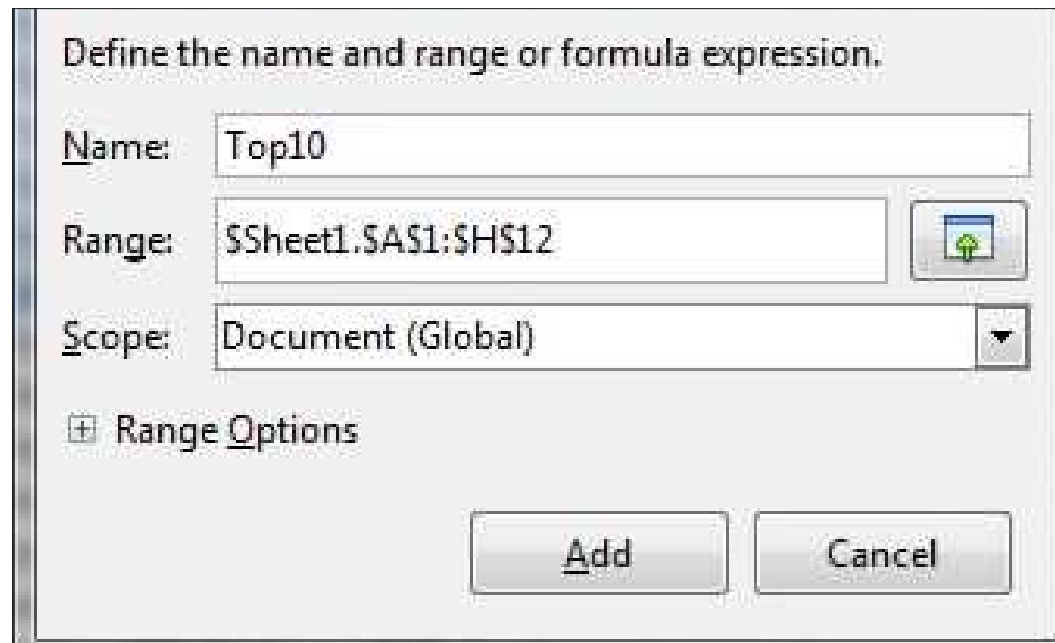 Define the name and range or formula expression.
Name: Top10
Range: $Sheet1.$A$1:$H$12
Scope: Document (Global)
Range Options
Add Cancel